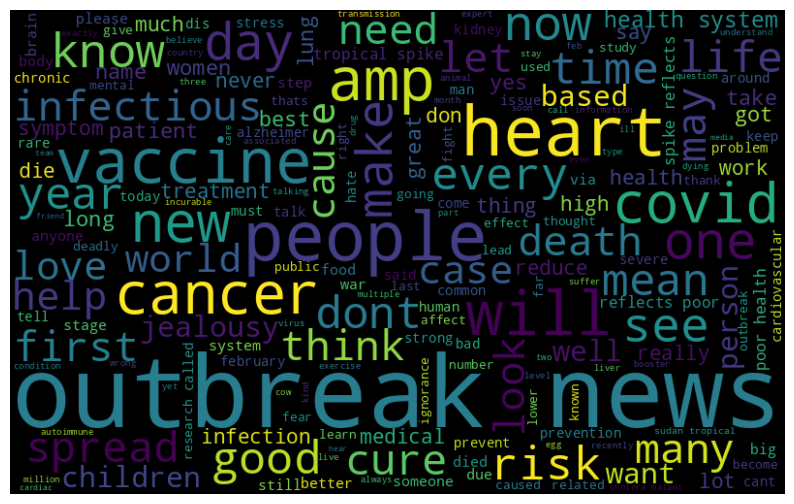 brain please give much dis stress lung transmission expert kidney believe country exactly feb stay understand
know day need now health system
body tropical spike say study
chronic name women never step let time used question around life
mental three thats yes man animal month issue soon call information ill
infectious amp based may take
symptom patient best don got spike reflects
rare alzheimer cause make great right drug fight hate heart type media problem keep
die care associated dying
vaccine every work
year team today treatment talking via health thank
long incurable must talk going come thing high covid
anyone new people effect part thought
deadly friend lead death one
love world public food said last war case reduce severe
help cancer multiple human common far mean person poor health outbreak cardiovascular
tell stage jealousy virus system affect dont will see reflects poor suffer
first think strong bad look well really
condition wrong exercise number two liver booster
yet research called cow kind february fear ignorance lower level known
outbreak news
autoimmune infection learn medical prevent prevention egg recently sudan tropical
spread hear live many big
million good cure died risk want become
cardiac children still better always someone due caused related lot cant